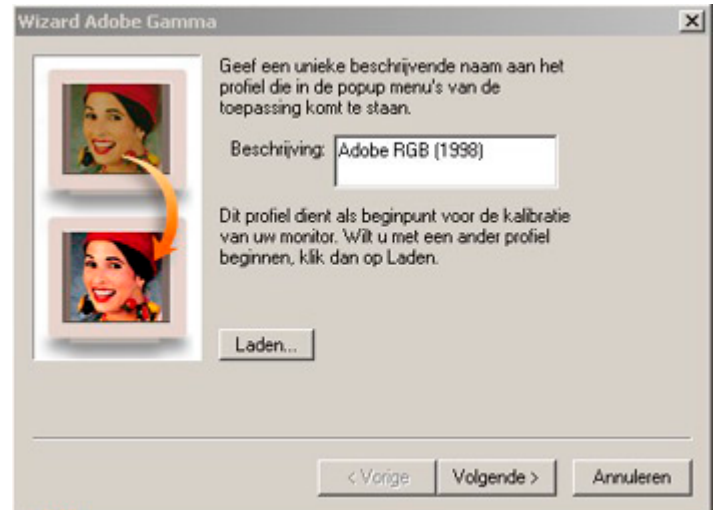 Wizard Adobe Gamma
Geef een unieke beschrijvende naam aan het
profiel die in de popup menu's van de
toepassing komt te staan.
Beschrijving: Adobe RGB (1998)
Dit profiel dient als beginpunt voor de kalibratie
van uw monitor. Wilt u met een ander profiel
beginnen, klik dan op Laden.
Laden...
< Vorige Volgende > Annuleren